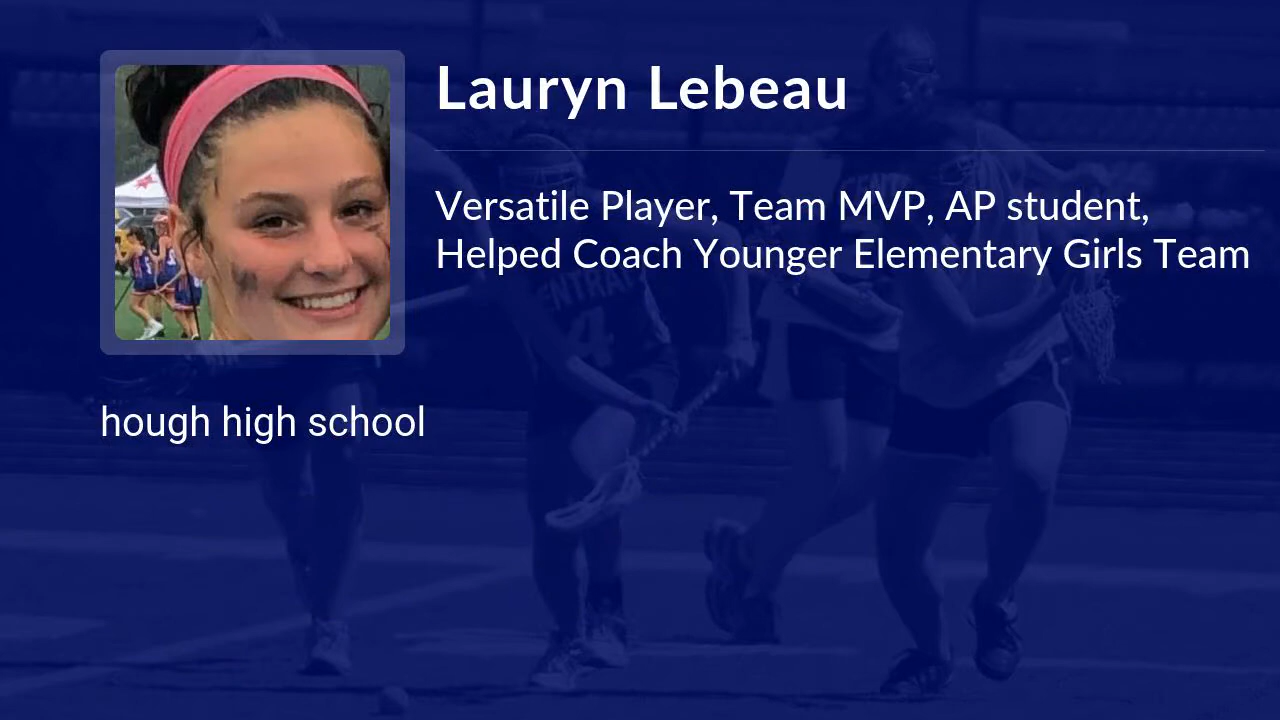 Lauryn Lebeau
Versatile Player, Team MVP, AP student,
Helped Coach Younger Elementary Girls Team
hough high school